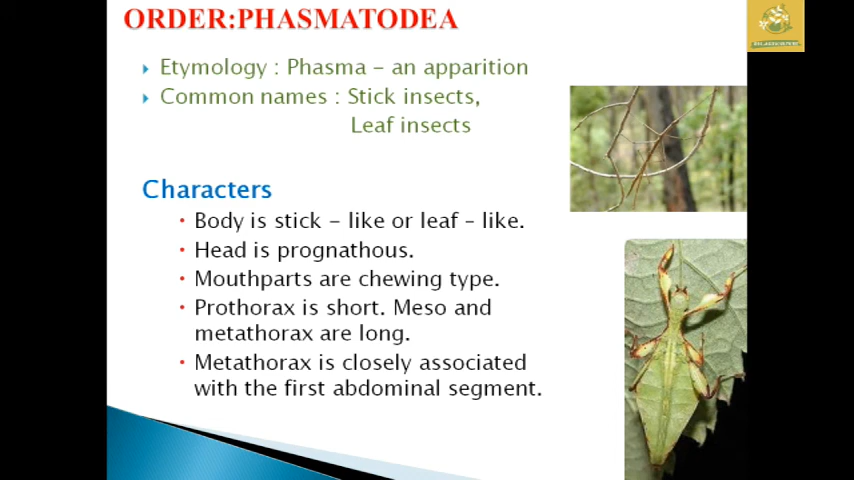 ORDER:PHASMATODEA
Etymology : Phasma – an apparition
Common names : Stick insects,
Leaf insects
Characters
Body is stick – like or leaf – like.
Head is prognathous.
Mouthparts are chewing type.
Prothorax is short. Meso and
metathorax are long.
Metathorax is closely associated
with the first abdominal segment.